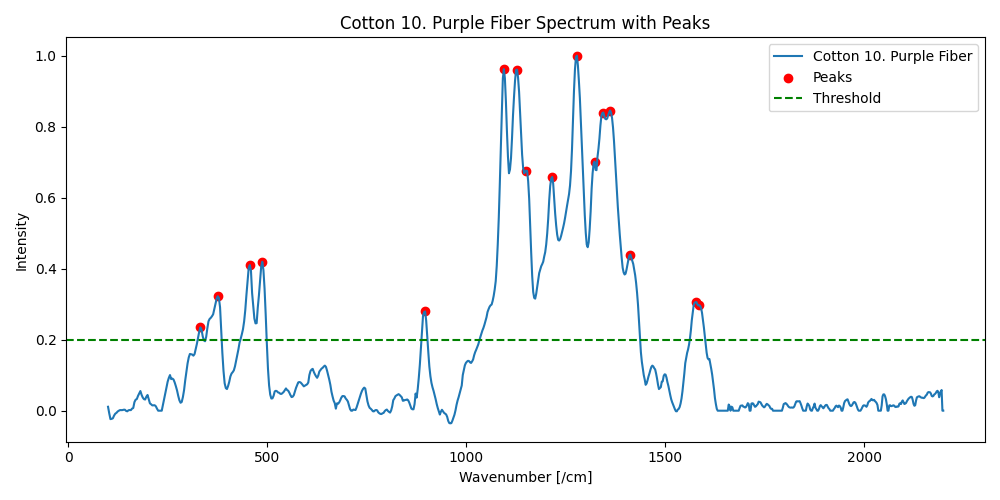 Cotton 10. Purple Fiber Spectrum with Peaks
Cotton 10. Purple Fiber
Peaks
Threshold
Intensity
1.0
0.8
0.6
0.4
0.2
0.0
0
500
1000
1500
2000
Wavenumber [/cm]